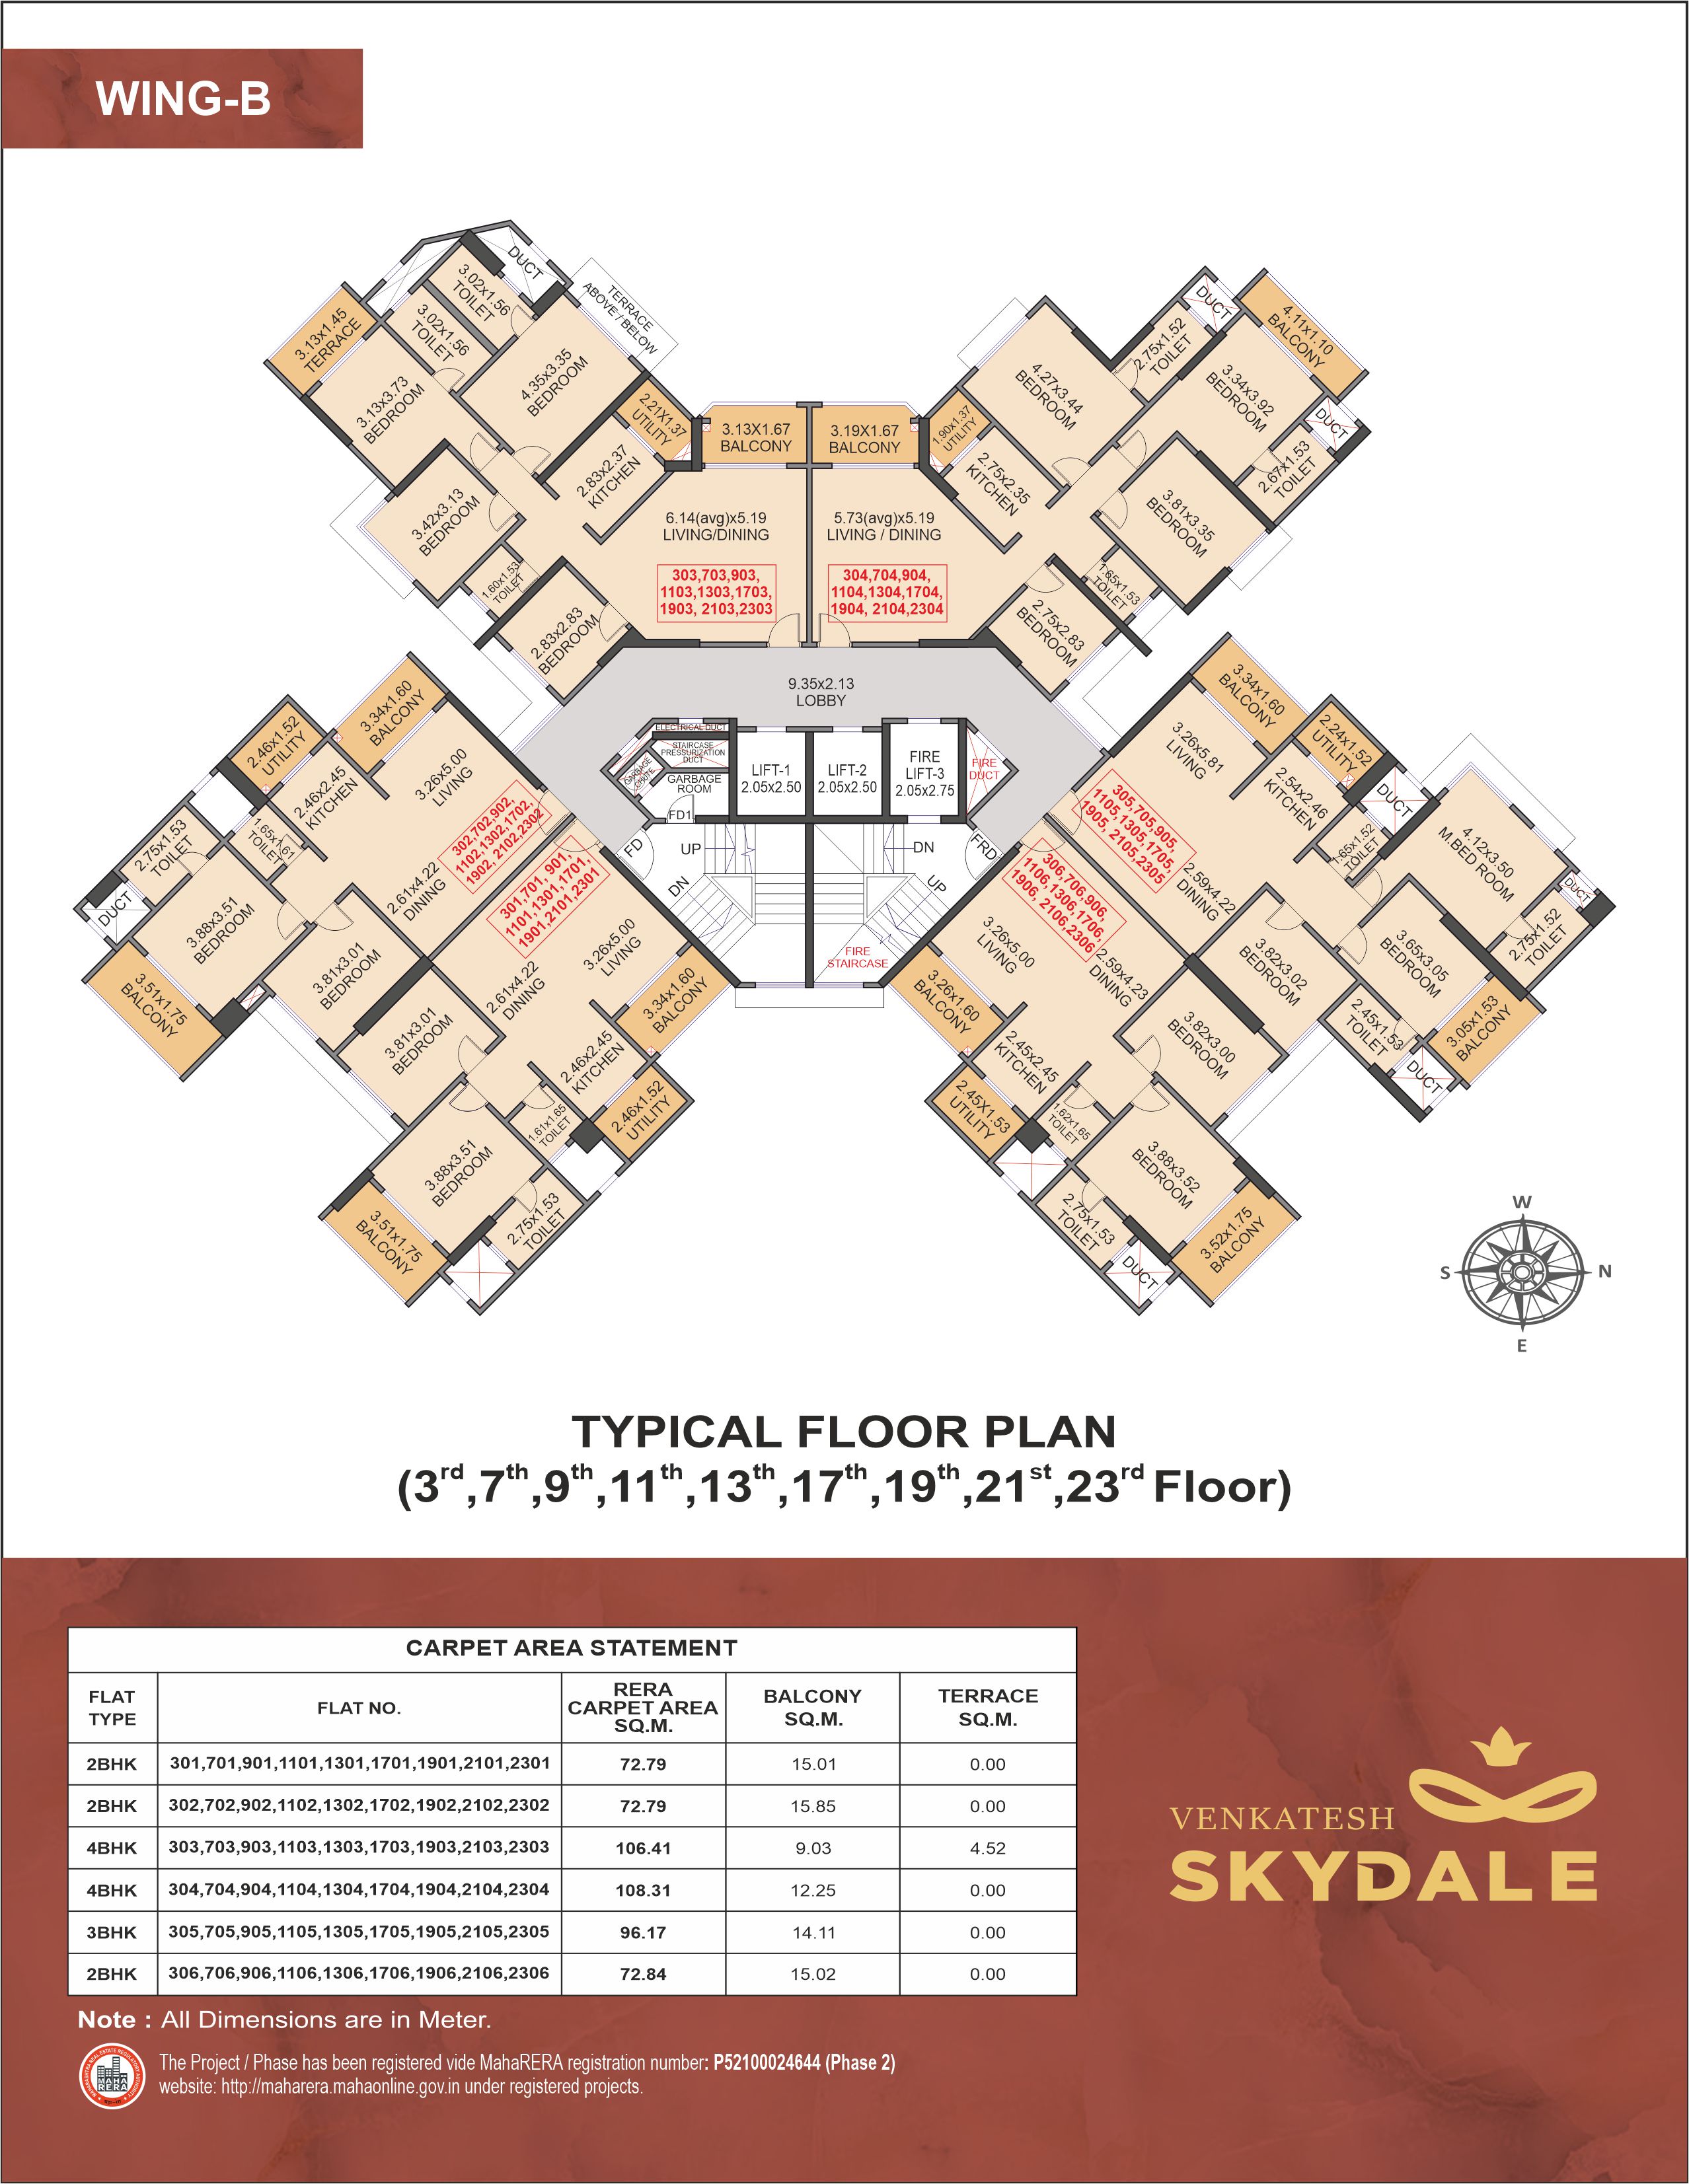 WING-B
DUCT
3.02x1.56
TOILET
3.02x1.56
TOILET
TERRACE
ABOVE / BELOW
3.13x1.45
TERRACE
4.35x3.35
BEDROOM
3.13x3.73
BEDROOM
2.21X1.37
UTILITY
3.13X1.67
BALCONY
2.83x2.37
KITCHEN
3.42x3.13
BEDROOM
6.14(avg)x5.19
LIVING/DINING
1.60x1.53
TOILET
303,703,903,
1103,1303,1703,
1903, 2103,2303
2.83x2.83
BEDROOM
DUCT
4.11x1.10
BALCONY
2.75x1.52
TOILET
4.27x3.44
BEDROOM
3.34x3.92
BEDROOM
DUCT
3.19X1.67
BALCONY
1.90x1.37
UTILITY
2.67x1.53
TOILET
2.75x2.35
KITCHEN
3.81x3.35
BEDROOM
5.73(avg)x5.19
LIVING / DINING
304,704,904,
1104,1304,1704,
1904, 2104,2304
1.65x1.53
TOILET
2.75x2.83
BEDROOM
9.35x2.13
LOBBY
ELECTRICAL DUCT
STAIRCASE
PRESSURIZATION
DUCT
GARBAGE
CHUTE
GARBAGE
ROOM
FD1
LIFT-1
2.05x2.50
LIFT-2
2.05x2.50
FIRE
LIFT-3
2.05x2.75
FIRE
DUCT
FD
UP
DN
DN
UP
FRD
FIRE
STAIRCASE
3.34x1.60
BALCONY
2.46x1.52
UTILITY
3.26x5.00
LIVING
2.46x2.45
KITCHEN
302,702,902,
1102,1302,1702,
1902, 2102,2302
1.65x1.61
TOILET
2.75x1.53
TOILET
2.61x4.22
DINING
DUCT
3.88x3.51
BEDROOM
3.81x3.01
BEDROOM
3.51x1.75
BALCONY
301,701, 901,
1101,1301,1701,
1901,2101,2301
3.26x5.00
LIVING
2.61x4.22
DINING
3.34x1.60
BALCONY
3.81x3.01
BEDROOM
2.46x2.45
KITCHEN
2.46x1.52
UTILITY
1.61x1.65
TOILET
3.88x3.51
BEDROOM
2.75x1.53
TOILET
3.51x1.75
BALCONY
3.34x1.60
BALCONY
3.26x5.81
LIVING
2.24x1.52
UTILITY
2.54x2.46
KITCHEN
DUCT
305,705,905,
1105,1305,1705,
1905, 2105,2305
1.65x1.52
TOILET
4.12x3.50
M.BED ROOM
2.59x4.22
DINING
DUCT
2.75x1.52
TOILET
3.65x3.05
BEDROOM
3.82x3.02
BEDROOM
2.45x1.53
TOILET
3.05x1.53
BALCONY
DUCT
306,706,906,
1106,1306,1706,
1906, 2106,2306
3.26x5.00
LIVING
2.59x4.23
DINING
3.26x1.60
BALCONY
3.82x3.00
BEDROOM
2.45x2.45
KITCHEN
2.45X1.53
UTILITY
1.62x1.65
TOILET
3.88x3.52
BEDROOM
2.75x1.53
TOILET
3.52x1.75
BALCONY
DUCT
W
S
N
E
TYPICAL FLOOR PLAN
(3rd,7th,9th,11th,13th,17th,19th,21st,23rd Floor)
CARPET AREA STATEMENT
FLAT TYPE FLAT NO. RERA CARPET AREA SQ.M. BALCONY SQ.M. TERRACE SQ.M.
2BHK 301,701,901,1101,1301,1701,1901,2101,2301 72.79 15.01 0.00
2BHK 302,702,902,1102,1302,1702,1902,2102,2302 72.79 15.85 0.00
4BHK 303,703,903,1103,1303,1703,1903,2103,2303 106.41 9.03 4.52
4BHK 304,704,904,1104,1304,1704,1904,2104,2304 108.31 12.25 0.00
3BHK 305,705,905,1105,1305,1705,1905,2105,2305 96.17 14.11 0.00
2BHK 306,706,906,1106,1306,1706,1906,2106,2306 72.84 15.02 0.00
VENKATESH
SKYDALE
Note : All Dimensions are in Meter.
MAHA
RERA
The Project / Phase has been registered vide MahaRERA registration number: P52100024644 (Phase 2)
website: http://maharera.mahaonline.gov.in under registered projects.